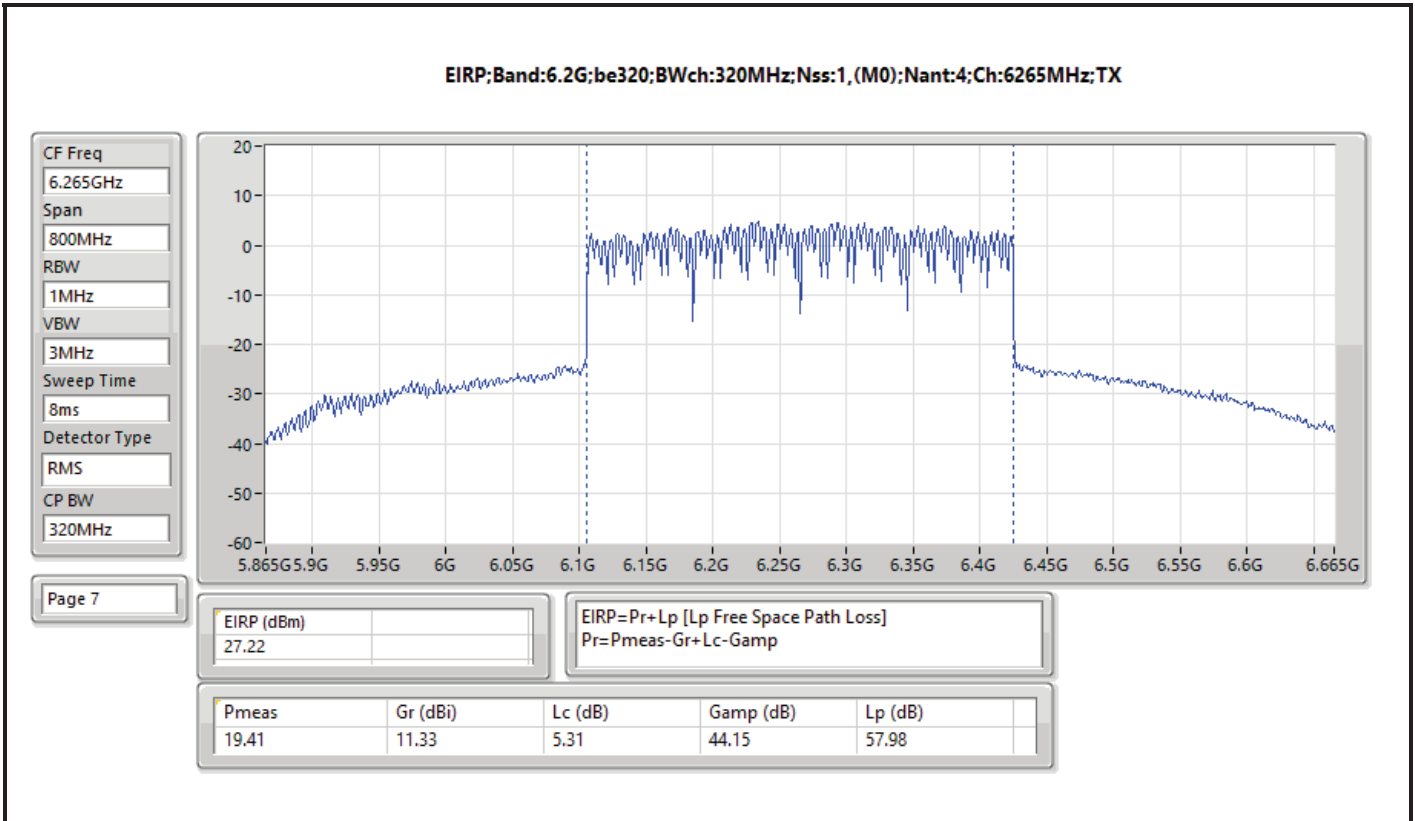 EIRP;Band:6.2G;be320;BWch:320MHz;Nss:1,(M0);Nant:4;Ch:6265MHz;TX
CF Freq
6.265GHz
Span
800MHz
RBW
1MHz
VBW
3MHz
Sweep Time
8ms
Detector Type
RMS
CP BW
320MHz
Page 7
20
10
0
-10
-20
-30
-40
-50
-60
5.865G 5.9G 5.95G 6G 6.05G 6.1G 6.15G 6.2G 6.25G 6.3G 6.35G 6.4G 6.45G 6.5G 6.55G 6.6G 6.665G
EIRP (dBm)
27.22
EIRP=Pr+Lp [Lp Free Space Path Loss]
Pr=Pmeas-Gr+Lc-Gamp
Pmeas Gr (dBi) Lc (dB) Gamp (dB) Lp (dB)
19.41 11.33 5.31 44.15 57.98